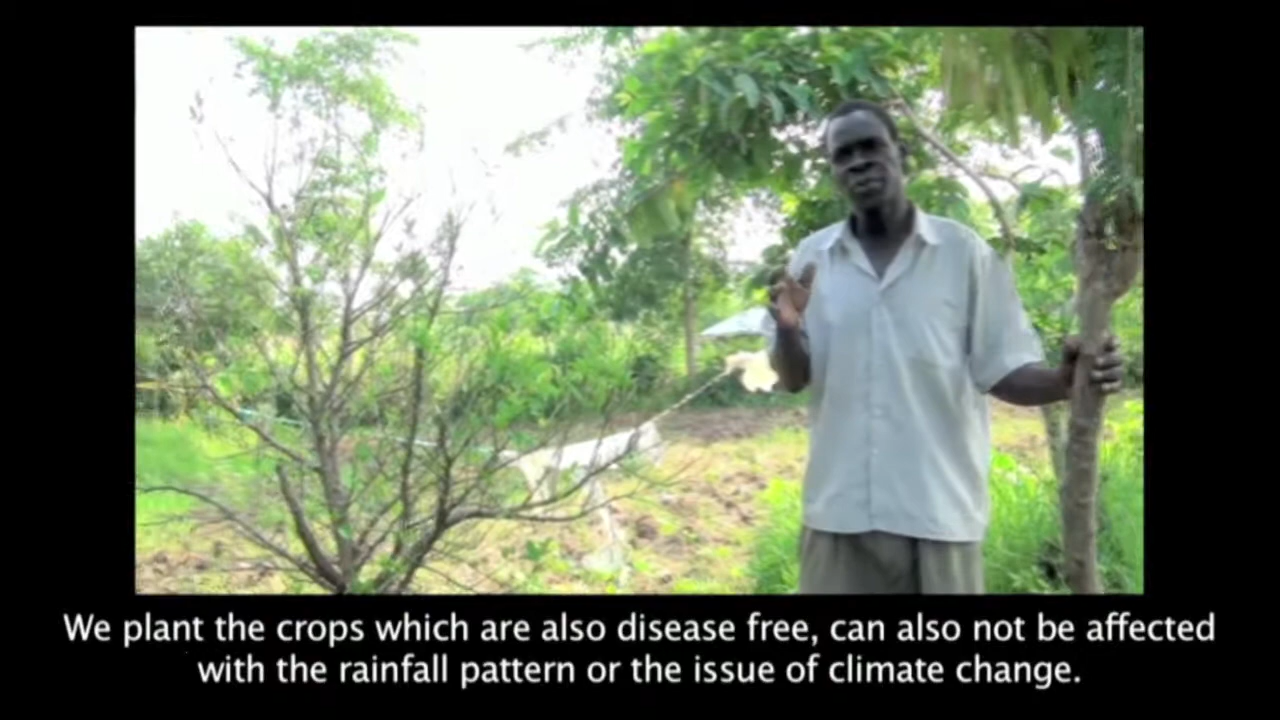 We plant the crops which are also disease free, can also not be affected
with the rainfall pattern or the issue of climate change.